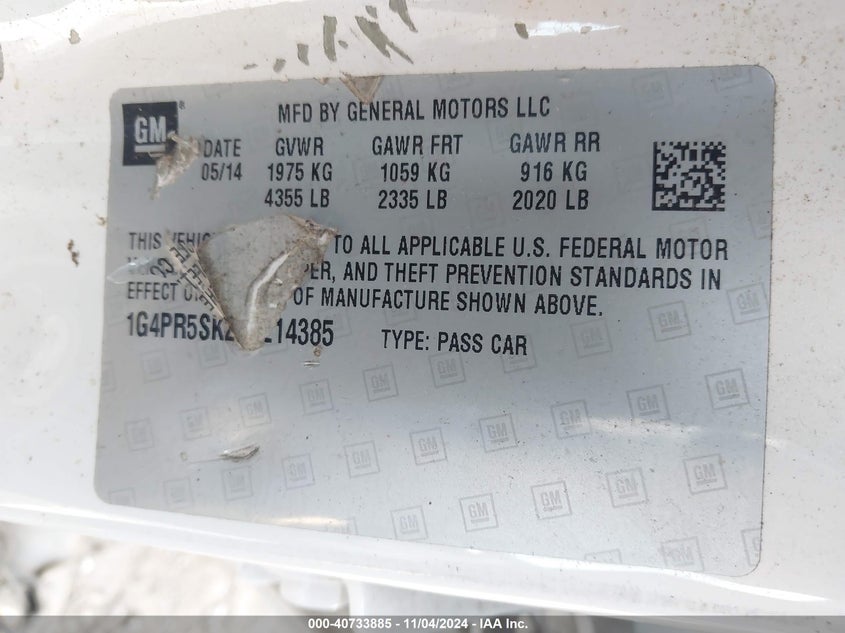 GM ®
MFD BY GENERAL MOTORS LLC
DATE GVWR GAWR FRT GAWR RR
05/14 1975 KG 1059 KG 916 KG
4355 LB 2335 LB 2020 LB
THIS TO ALL APPLICABLE U.S. FEDERAL MOTOR
AND THEFT PREVENTION STANDARDS IN
EFFECT OF MANUFACTURE SHOWN ABOVE.
1G4PR5SK 14385 TYPE: PASS CAR
000-40733885 - 11/04/2024 - IAA Inc.